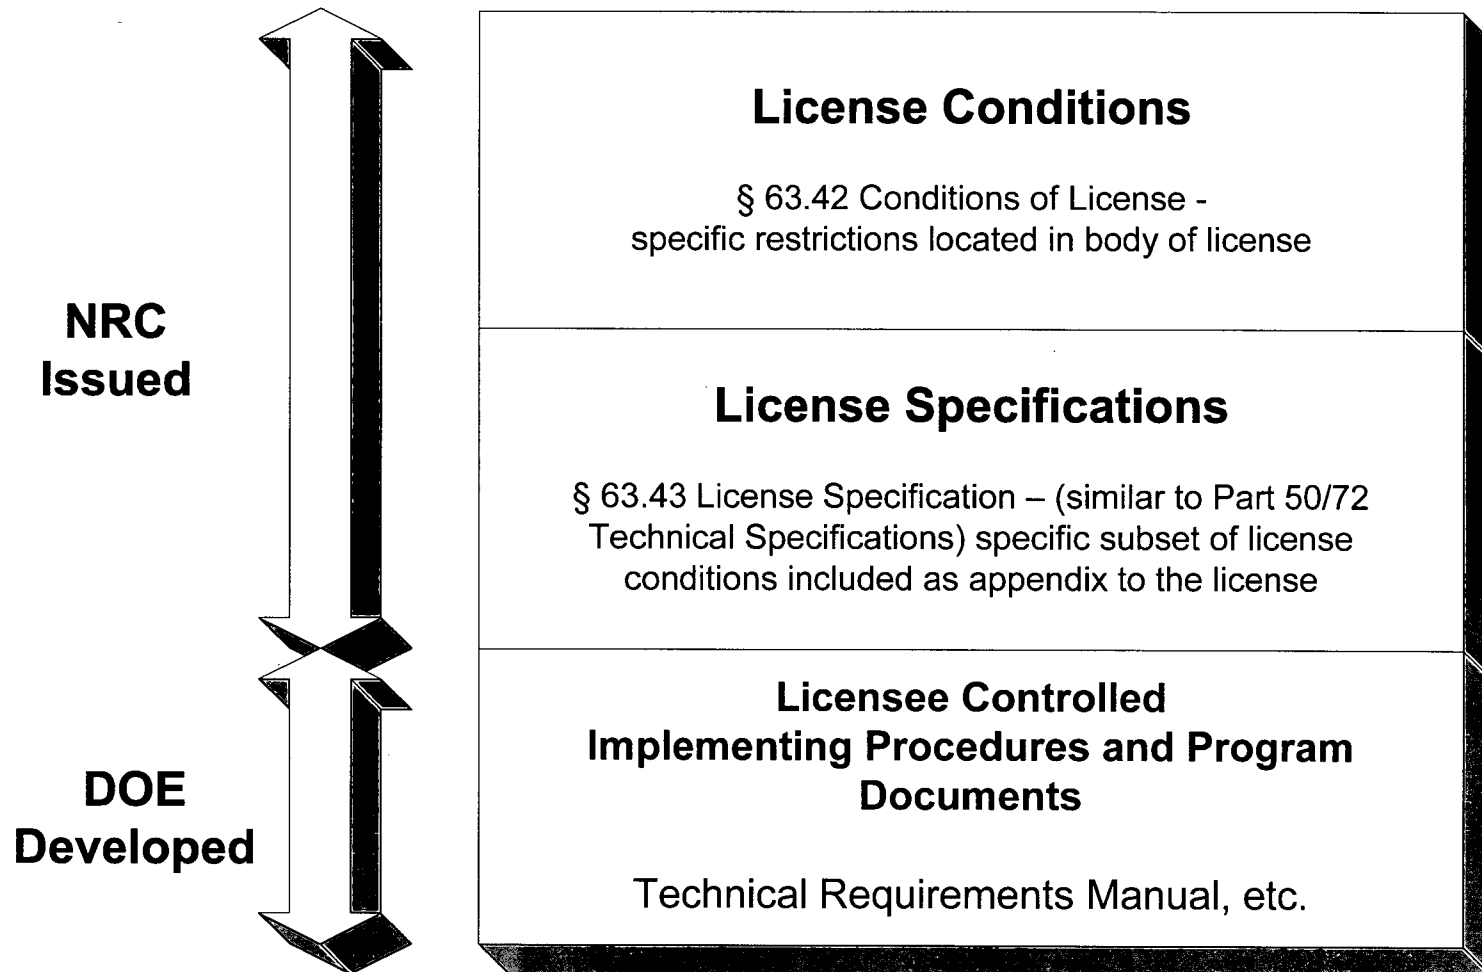 License Conditions
§ 63.42 Conditions of License -
specific restrictions located in body of license
NRC
Issued
License Specifications
§ 63.43 License Specification – (similar to Part 50/72
Technical Specifications) specific subset of license
conditions included as appendix to the license
DOE
Developed
Licensee Controlled
Implementing Procedures and Program
Documents
Technical Requirements Manual, etc.